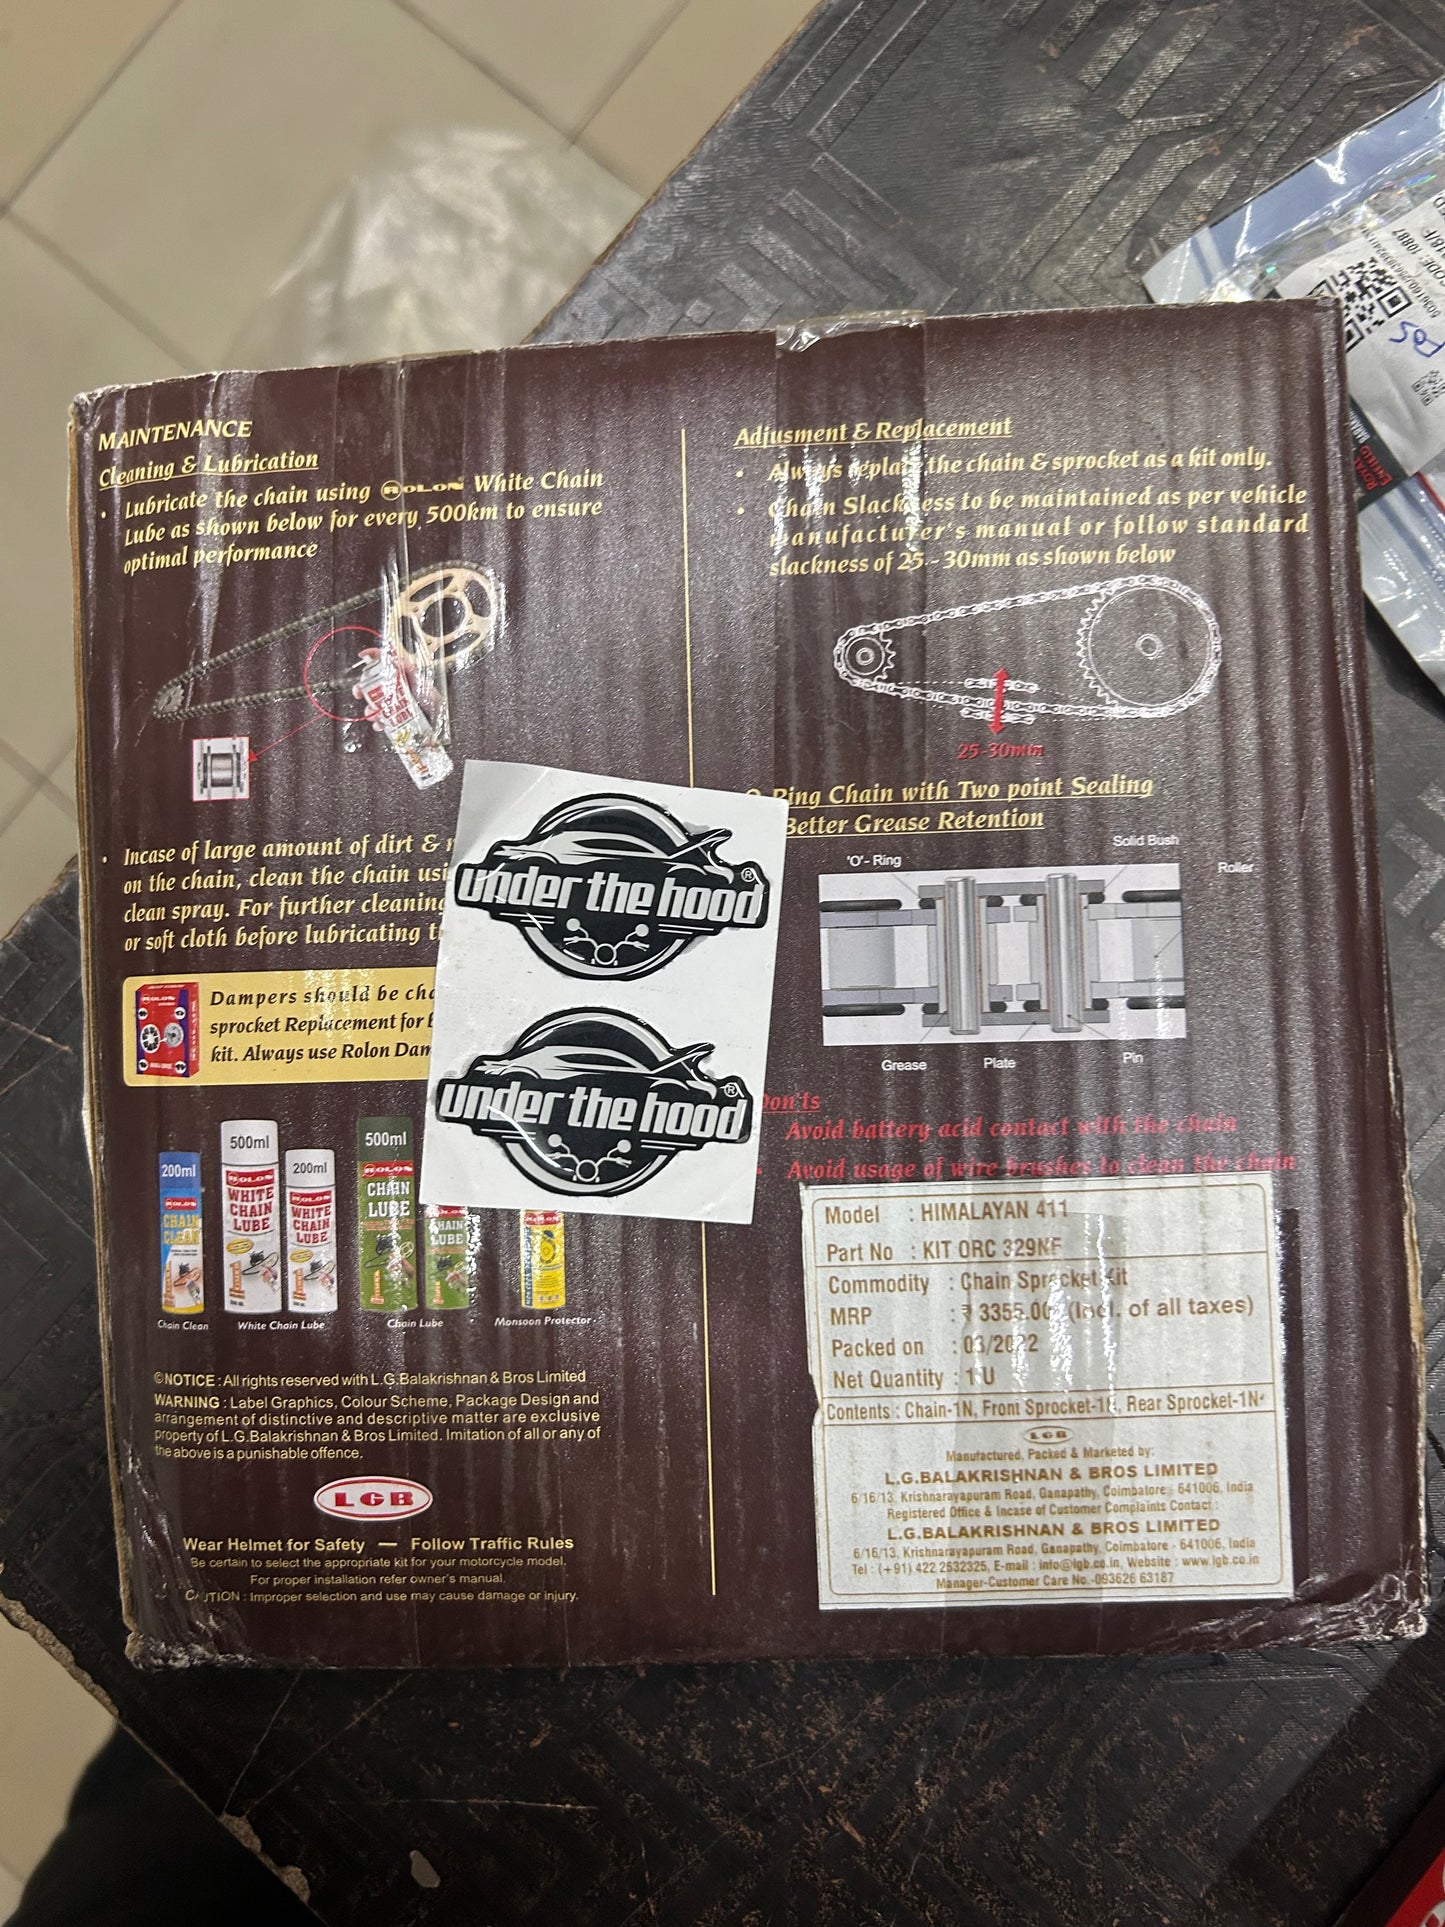 MAINTENANCE
Cleaning & Lubrication
• Lubricate the chain using ROLON White Chain
Lube as shown below for every 500km to ensure
optimal performance
• Incase of large amount of dirt &
on the chain, clean the chain
clean spray. For further cleaning
or soft cloth before lubricating
ROLON
Dampers should be
sprocket Replacement for
kit. Always use Rolon
200ml
ROLON
CHAIN
CLEAN
500ml
ROLON
WHITE
CHAIN
LUBE
200ml
ROLON
WHITE
CHAIN
LUBE
500ml
ROLON
CHAIN
LUBE
CHAIN
LUBE
ROLON
Chain Clean
White Chain Lube
Chain Lube
Monsoon Protector
©NOTICE : All rights reserved with L.G.Balakrishnan & Bros Limited
WARNING : Label Graphics, Colour Scheme, Package Design and
arrangement of distinctive and descriptive matter are exclusive
property of L.G.Balakrishnan & Bros Limited. Imitation of all or any of
the above is a punishable offence.
LGB
Wear Helmet for Safety — Follow Traffic Rules
Be certain to select the appropriate kit for your motorcycle model.
For proper installation refer owner's manual.
CAUTION : Improper selection and use may cause damage or injury.
under the hood®
under the hood®
Adjusment & Replacement
• Always replace the chain & sprocket as a kit only.
• Chain Slackness to be maintained as per vehicle
manufacturer's manual or follow standard
slackness of 25 - 30mm as shown below
25-30mm
O-Ring Chain with Two point Sealing
Better Grease Retention
'O'- Ring
Solid Bush
Roller
Grease
Plate
Pin
Don'ts
Avoid battery acid contact with the chain
• Avoid usage of wire brushes to clean the chain
Model : HIMALAYAN 411
Part No : KIT ORC 329NF
Commodity : Chain Sprocket Kit
MRP : ₹ 3355.00 (Incl. of all taxes)
Packed on : 03/2022
Net Quantity : 1 U
Contents : Chain-1N, Front Sprocket-1N, Rear Sprocket-1N
LGB
Manufactured, Packed & Marketed by:
L.G.BALAKRISHNAN & BROS LIMITED
6/16/13, Krishnarayapuram Road, Ganapathy, Coimbatore - 641006, India
Registered Office & Incase of Customer Complaints Contact :
L.G.BALAKRISHNAN & BROS LIMITED
6/16/13, Krishnarayapuram Road, Ganapathy, Coimbatore - 641006, India
Tel : (+91) 422 2532325, E-mail : info@lgb.co.in, Website : www.lgb.co.in
Manager-Customer Care No.-093626 63187